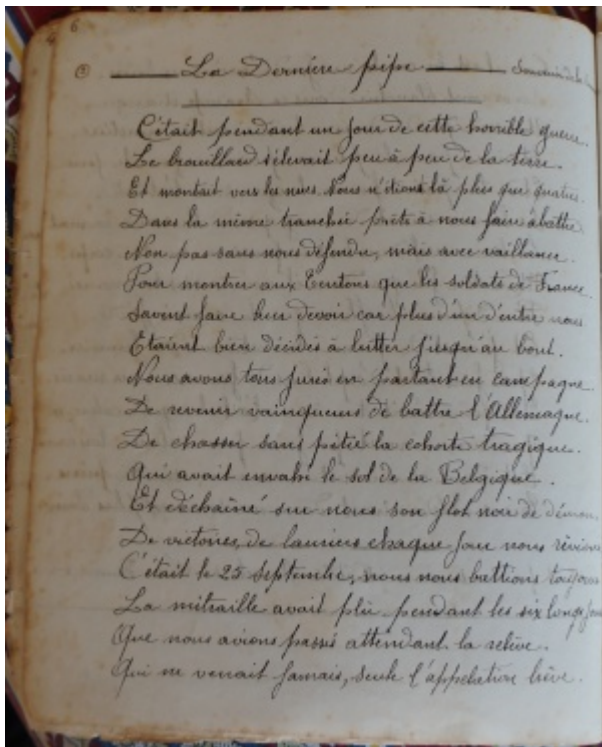 6
① La Dernière pipe Souvenir de la
C'était pendant un jour de cette horrible guerre.
Le brouillard s'élevait peu à peu de la terre.
Et montait vers les nues. Nous n'étions là plus que quatre.
Dans la même tranchée prêts à nous faire abattre
Non pas sans nous défendre, mais avec vaillance.
Pour montrer aux Teutons que les soldats de France.
Savent faire leur devoir car plus d'un d'entre nous
Etaient bien décidés à lutter jusqu'au bout.
Nous avons tous jurés en partant en campagne.
De revenir vainqueurs de battre l'Allemagne.
De chasser sans pitié la cohorte tragique.
Qui avait envahi le sol de la Belgique.
Et déchaîné sur nous son flot noir de démons.
De victoires, de lauriers chaque jour nous rêvions
C'était le 25 septembre, nous nous battions toujours
La mitraille avait plu pendant les six longs jours
Que nous avions passés attendant la relève.
Qui ne venait jamais, seule l'appelation brève.